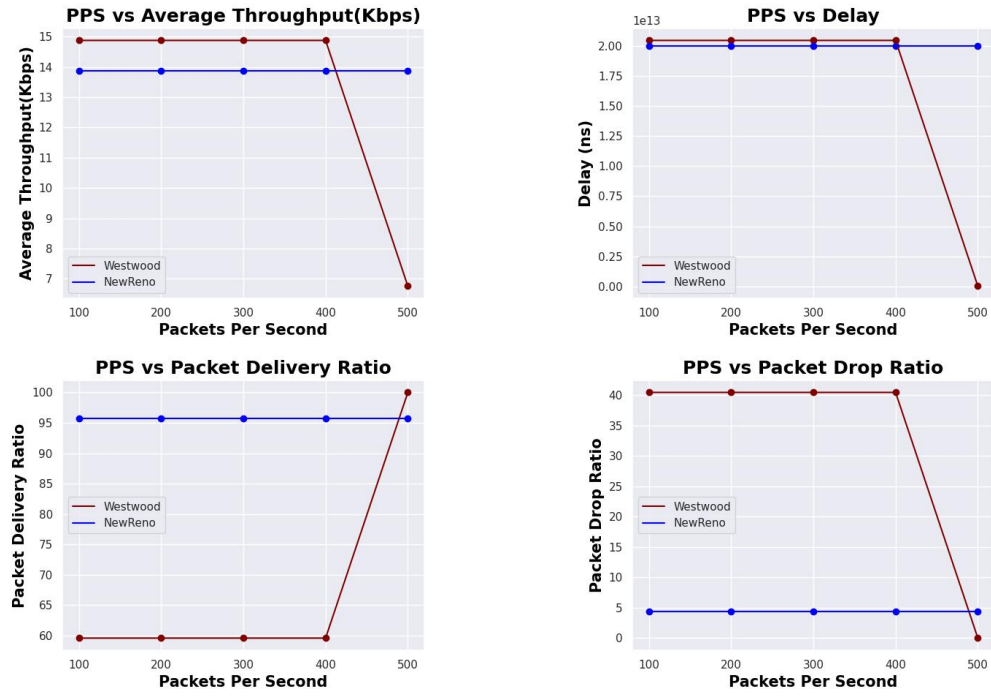 PPS vs Average Throughput(Kbps)
Average Throughput(Kbps)
15
14
13
12
11
10
9
8
7
Westwood
NewReno
100 200 300 400 500
Packets Per Second
PPS vs Delay
1e13
Delay (ns)
2.00
1.75
1.50
1.25
1.00
0.75
0.50
0.25
0.00
Westwood
NewReno
100 200 300 400 500
Packets Per Second
PPS vs Packet Delivery Ratio
Packet Delivery Ratio
100
95
90
85
80
75
70
65
60
Westwood
NewReno
100 200 300 400 500
Packets Per Second
PPS vs Packet Drop Ratio
Packet Drop Ratio
40
35
30
25
20
15
10
5
0
Westwood
NewReno
100 200 300 400 500
Packets Per Second